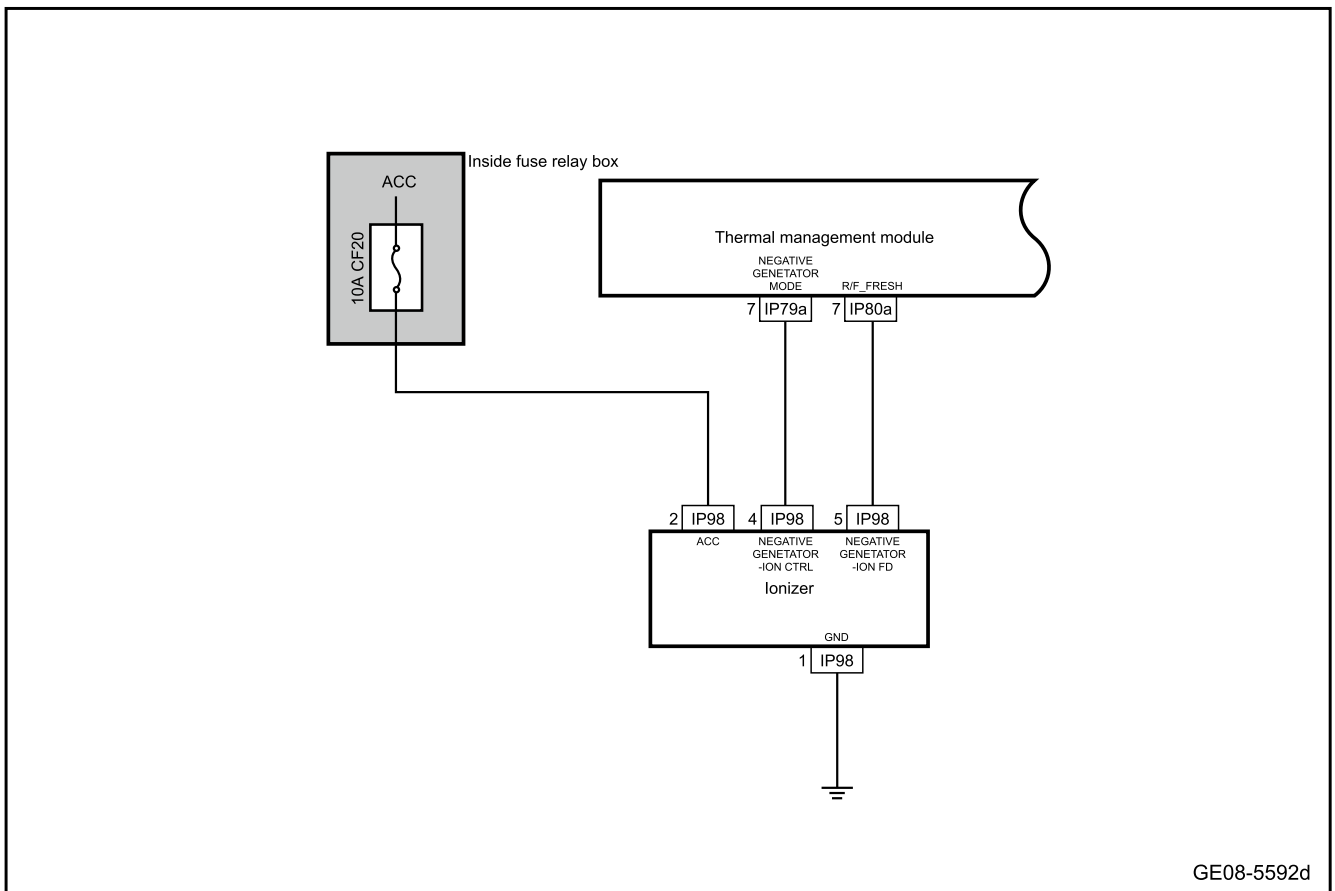 Inside fuse relay box
ACC
10A CF20
Thermal management module
NEGATIVE
GENETATOR
MODE
R/F_FRESH
7 IP79a
7 IP80a
2 IP98
4 IP98
5 IP98
ACC
NEGATIVE
GENETATOR
-ION CTRL
NEGATIVE
GENETATOR
-ION FD
Ionizer
GND
1 IP98
GE08-5592d